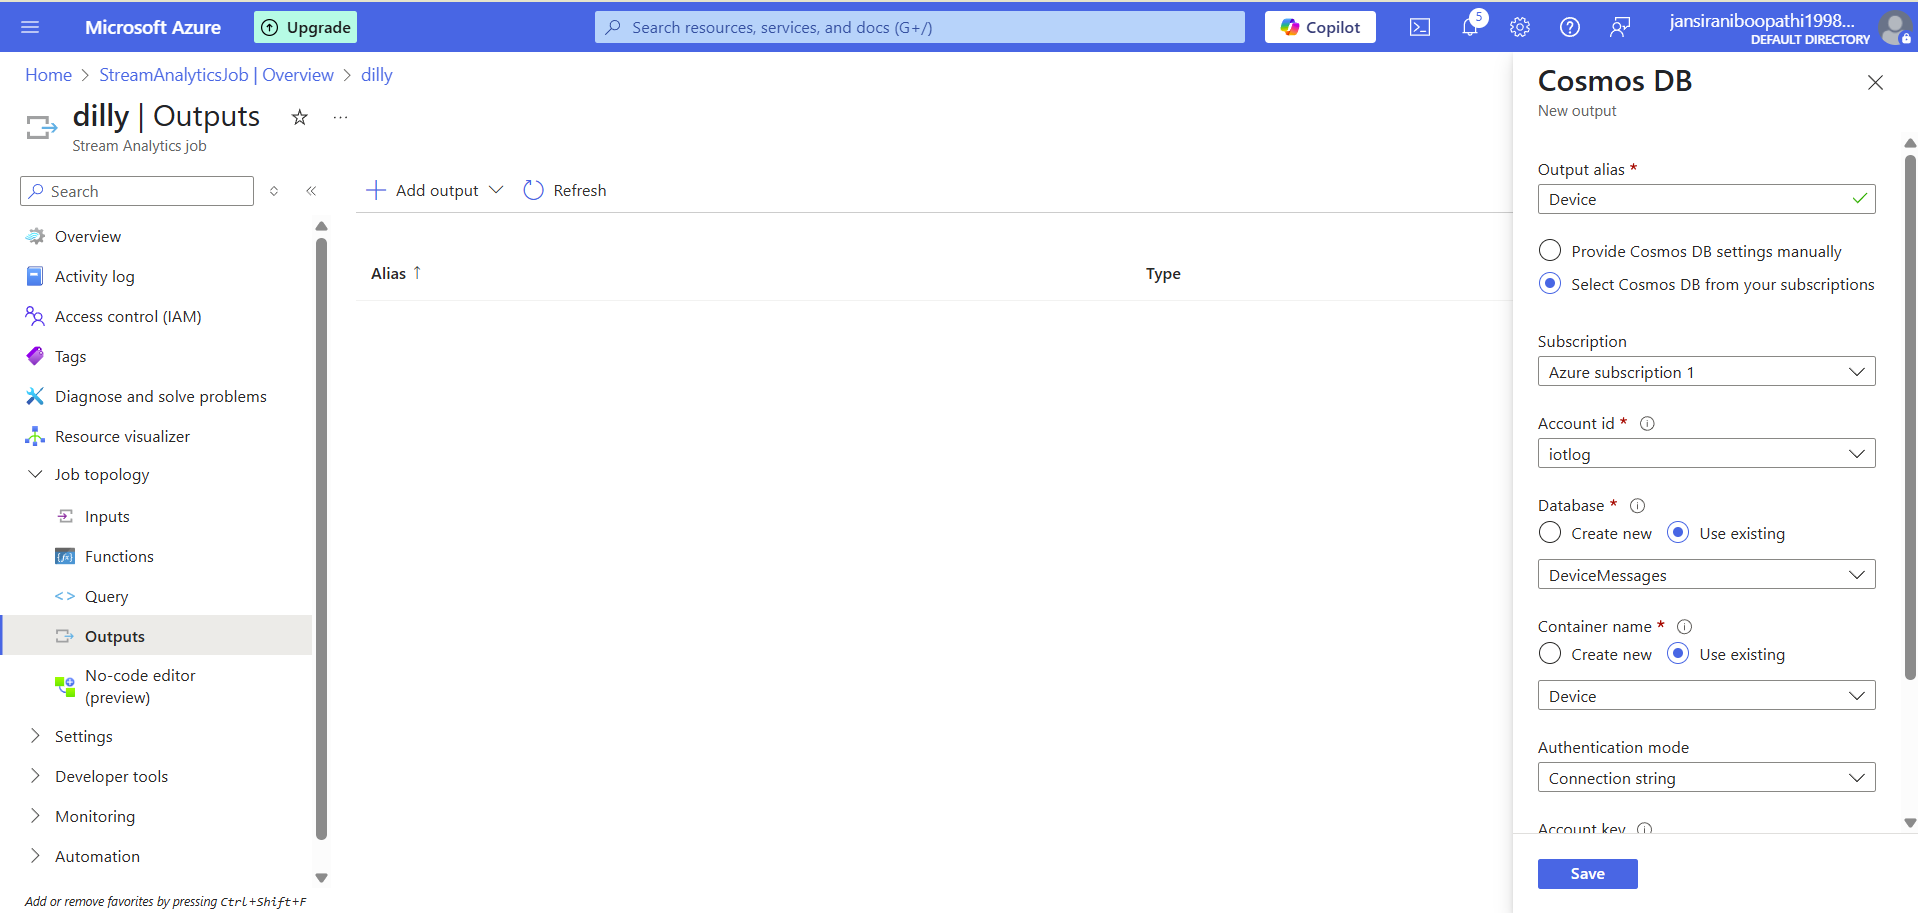 Microsoft Azure
Upgrade
Search resources, services, and docs (G+/)
Copilot
5
jansiraniboopathi1998...
DEFAULT DIRECTORY
Home > StreamAnalyticsJob | Overview > dilly
dilly | Outputs
Stream Analytics job
Search
Overview
Activity log
Access control (IAM)
Tags
Diagnose and solve problems
Resource visualizer
Job topology
Inputs
Functions
Query
Outputs
No-code editor
(preview)
Settings
Developer tools
Monitoring
Automation
Add or remove favorites by pressing Ctrl+Shift+F
Add output
Refresh
Alias ↑
Type
Cosmos DB
New output
Output alias *
Device
Provide Cosmos DB settings manually
Select Cosmos DB from your subscriptions
Subscription
Azure subscription 1
Account id *
iotlog
Database *
Create new
Use existing
DeviceMessages
Container name *
Create new
Use existing
Device
Authentication mode
Connection string
Account key
Save